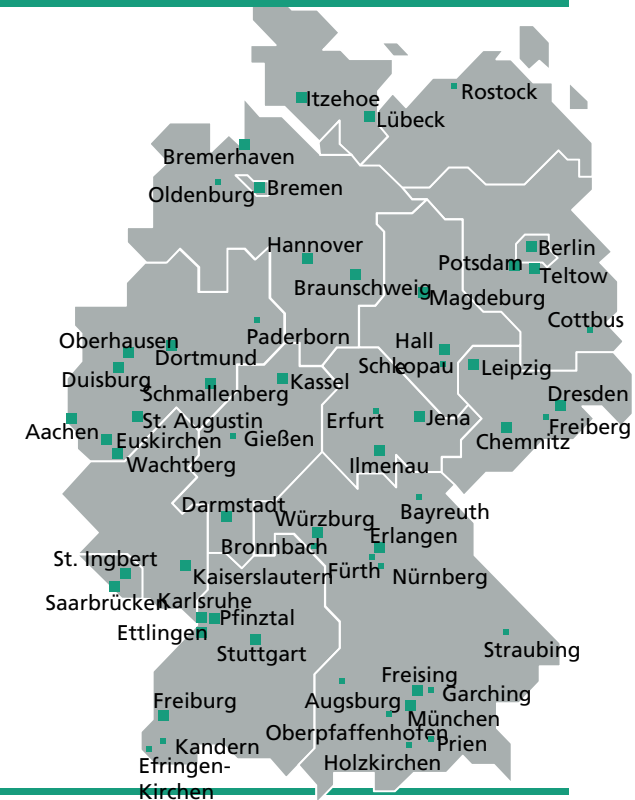 Itzehoe
Rostock
Lübeck
Bremerhaven
Oldenburg
Bremen
Hannover
Berlin
Potsdam
Teltow
Braunschweig
Magdeburg
Cottbus
Oberhausen
Paderborn
Hall
Dortmund
Schkopau
Leipzig
Duisburg
Schmallenberg
Kassel
Dresden
St. Augustin
Erfurt
Jena
Freiberg
Aachen
Euskirchen
Gießen
Chemnitz
Wachtberg
Ilmenau
Darmstadt
Würzburg
Bayreuth
Bronnbach
Erlangen
St. Ingbert
Kaiserslautern
Fürth
Nürnberg
Saarbrücken
Karlsruhe
Pfinztal
Ettlingen
Stuttgart
Straubing
Freising
Freiburg
Augsburg
Garching
München
Oberpfaffenhofen
Kandern
Prien
Efringen-
Kirchen
Holzkirchen